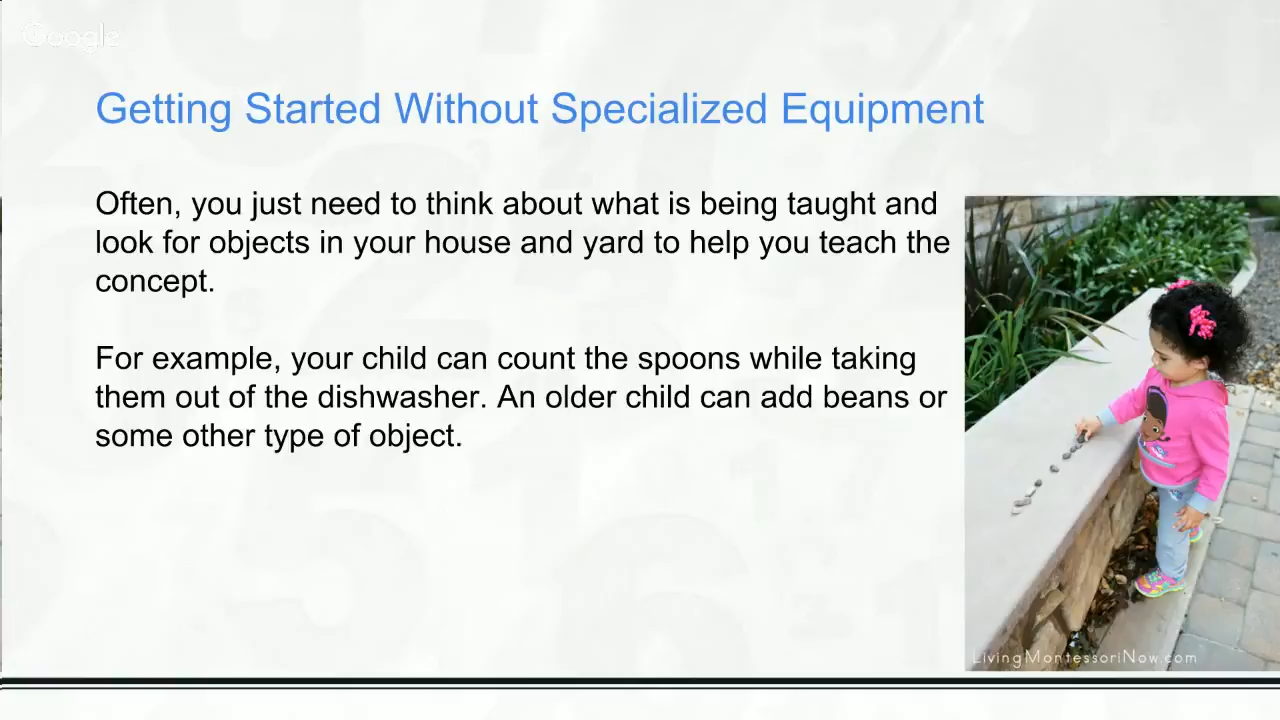 Google
Getting Started Without Specialized Equipment
Often, you just need to think about what is being taught and
look for objects in your house and yard to help you teach the
concept.
For example, your child can count the spoons while taking
them out of the dishwasher. An older child can add beans or
some other type of object.
LivingMontessoriNow.com